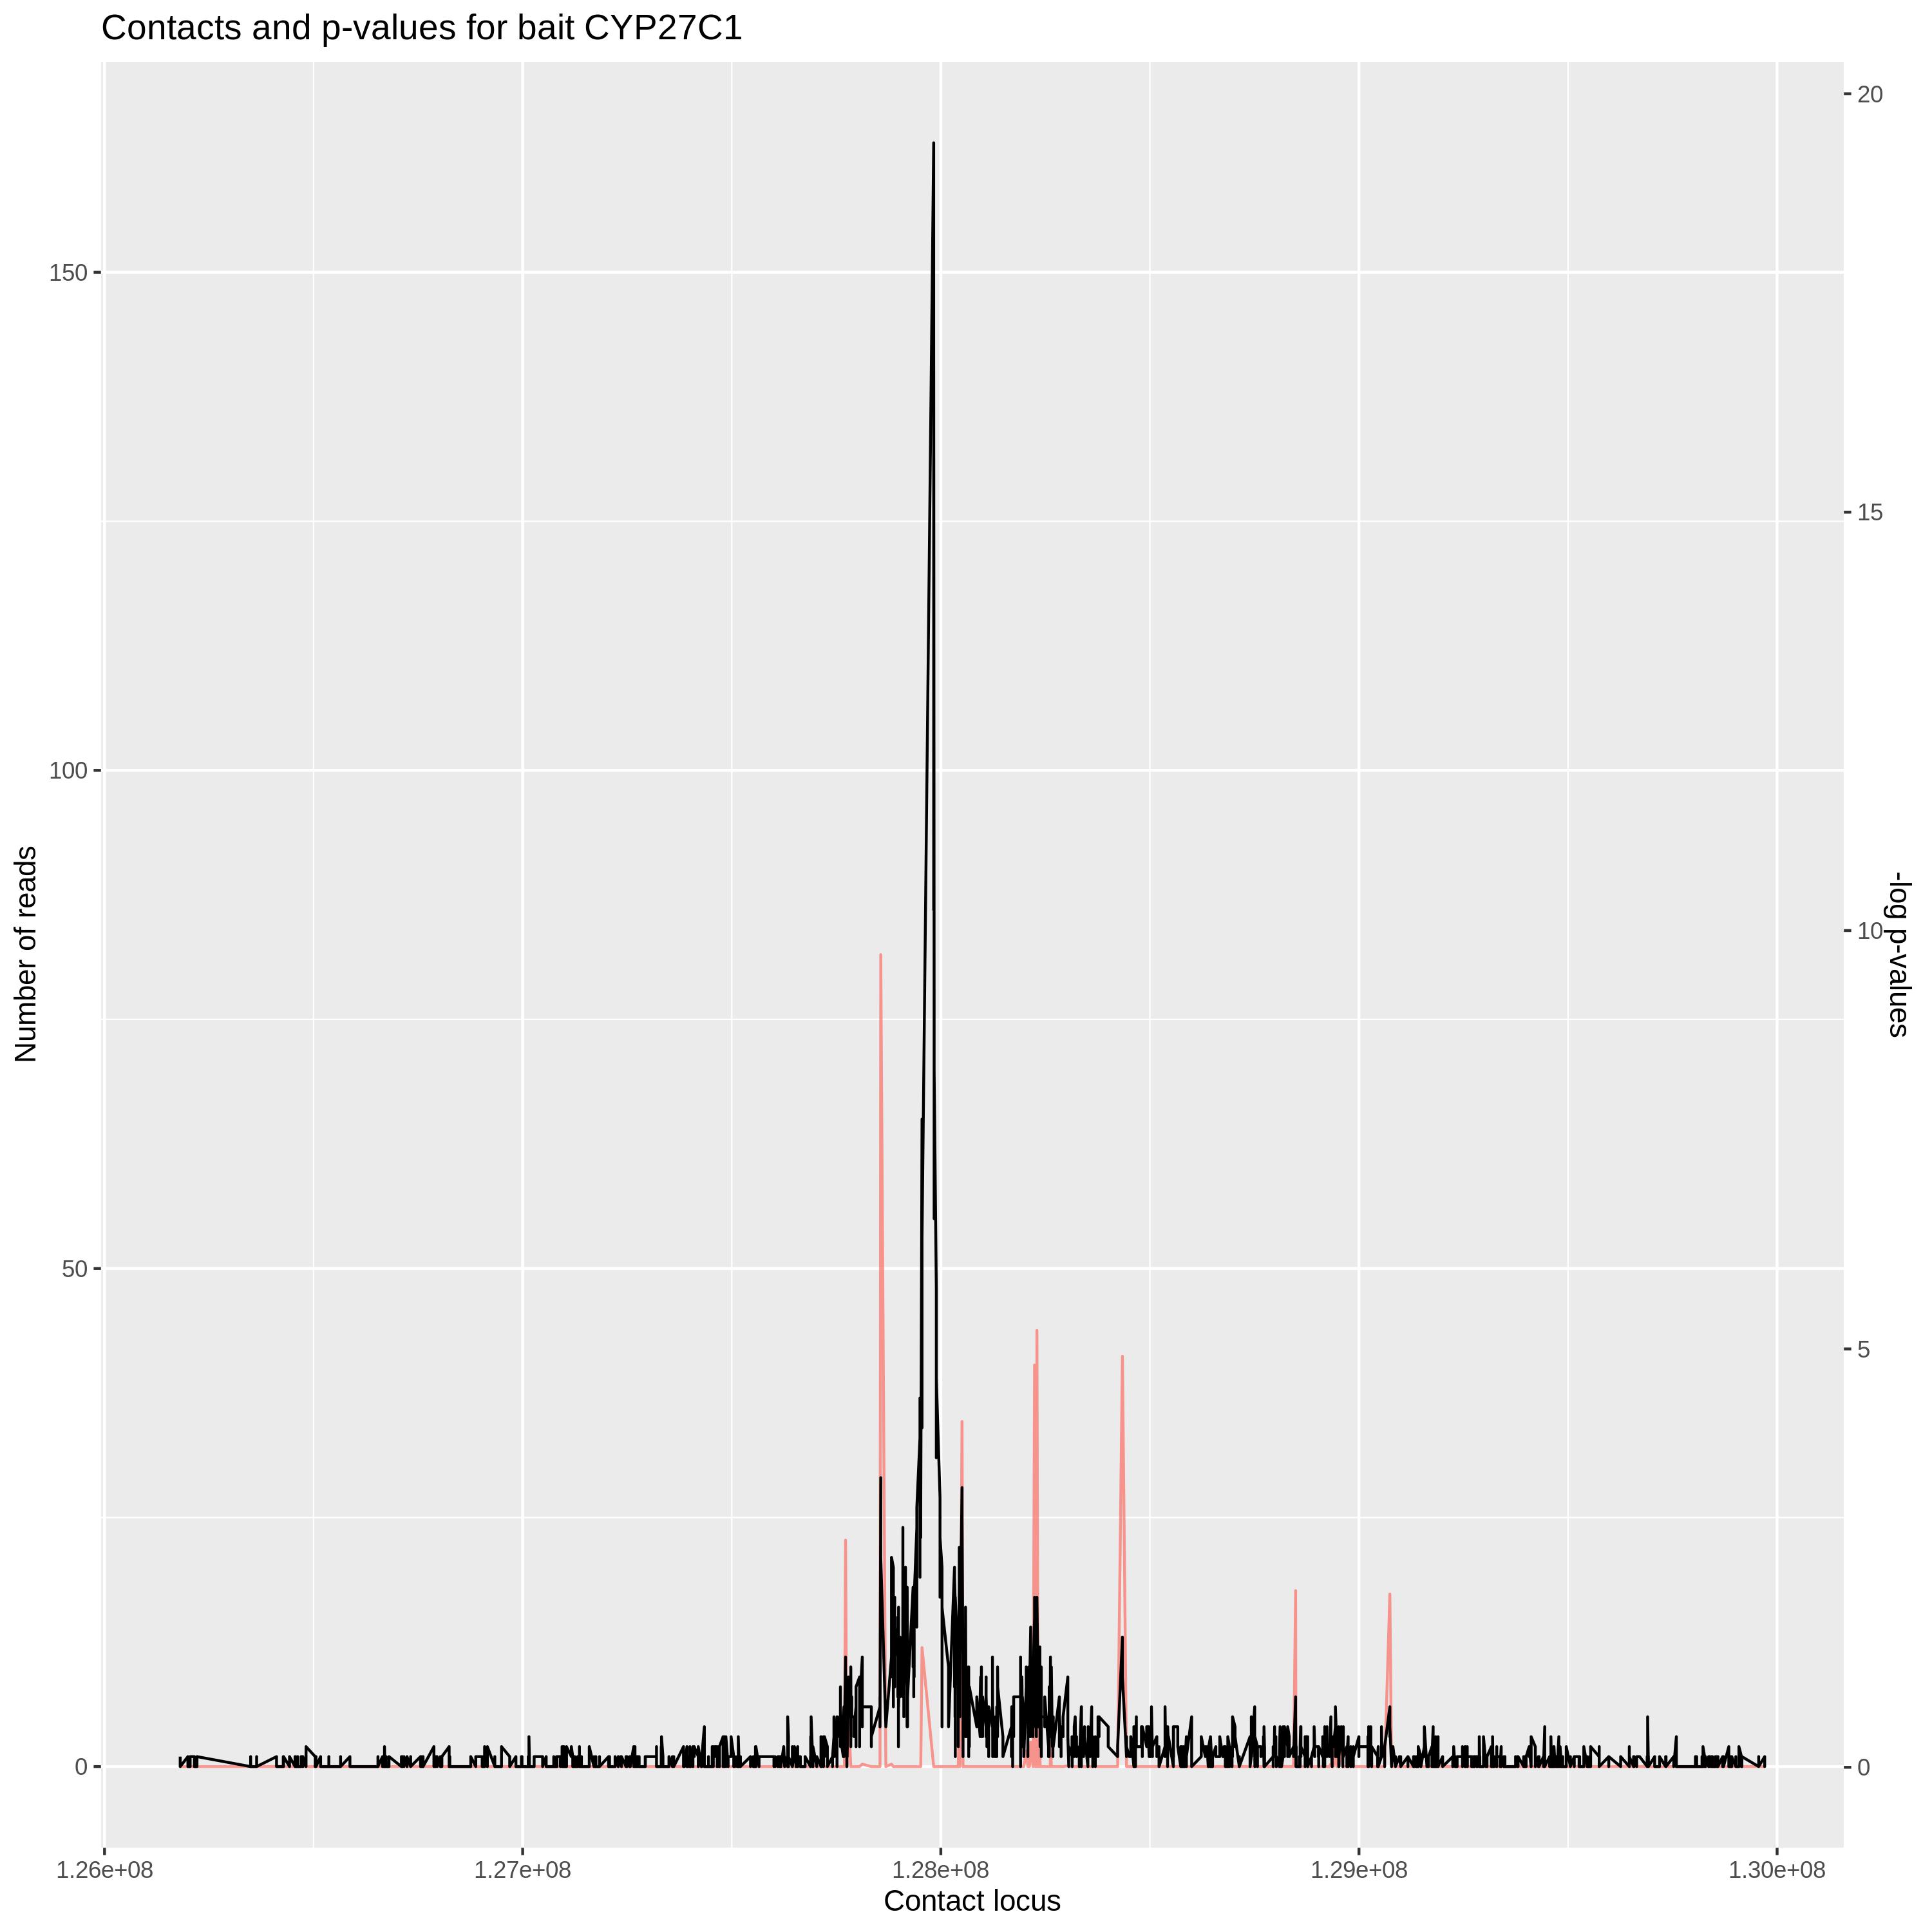 Contacts and p-values for bait CYP27C1
Number of reads
150
100
50
0
20
15
10
5
0
-log p-values
1.26e+08
1.27e+08
1.28e+08
1.29e+08
1.30e+08
Contact locus